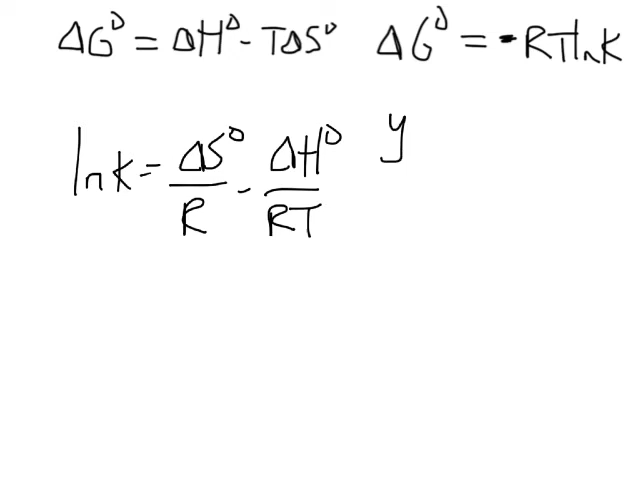 ΔG° = ΔH° - TΔS° ΔG° = -RTlnK
lnK = ΔS°/R - ΔH°/RT y